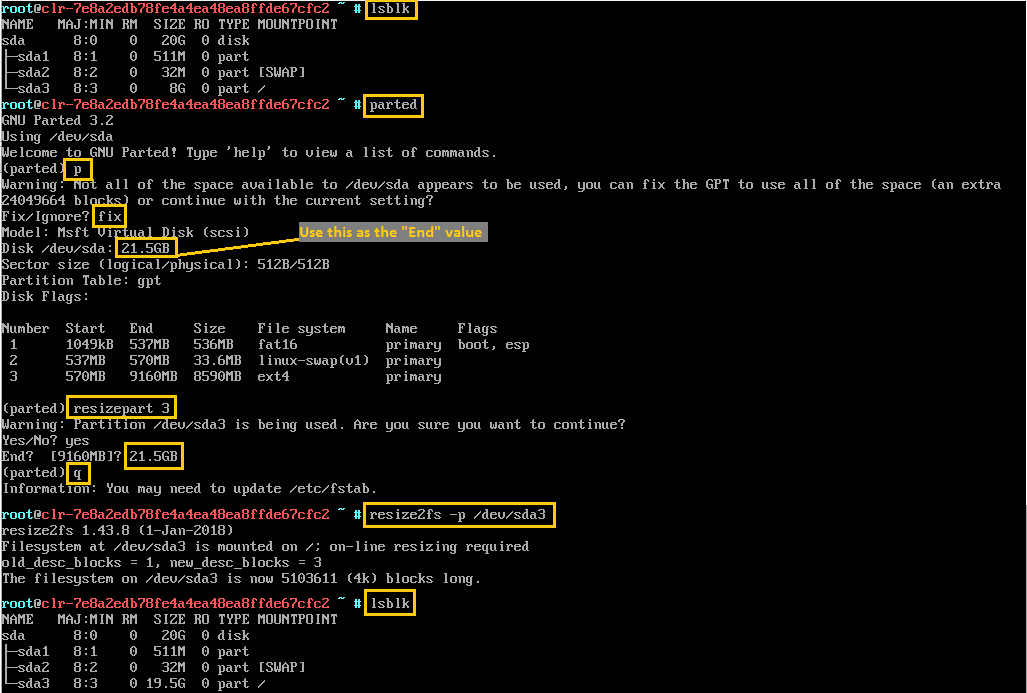 root@clr-7e8a2edb78fe4a4ea48ea8ffde67cfc2 ~ # lsblk
NAME   MAJ:MIN RM  SIZE RO TYPE MOUNTPOINT
sda      8:0    0   20G  0 disk
├─sda1   8:1    0  511M  0 part
├─sda2   8:2    0   32M  0 part [SWAP]
└─sda3   8:3    0    8G  0 part /
root@clr-7e8a2edb78fe4a4ea48ea8ffde67cfc2 ~ # parted
GNU Parted 3.2
Using /dev/sda
Welcome to GNU Parted! Type 'help' to view a list of commands.
(parted) p
Warning: Not all of the space available to /dev/sda appears to be used, you can fix the GPT to use all of the space (an extra
24049664 blocks) or continue with the current setting?
Fix/Ignore? fix
Model: Msft Virtual Disk (scsi)
Use this as the "End" value
Disk /dev/sda: 21.5GB
Sector size (logical/physical): 512B/512B
Partition Table: gpt
Disk Flags:
Number  Start   End     Size    File system     Name     Flags
1      1049kB  537MB   536MB   fat16           primary  boot, esp
2      537MB   570MB   33.6MB  linux-swap(v1)  primary
3      570MB   9160MB  8590MB  ext4            primary
(parted) resizepart 3
Warning: Partition /dev/sda3 is being used. Are you sure you want to continue?
Yes/No? yes
End?  [9160MB]? 21.5GB
(parted) q
Information: You may need to update /etc/fstab.
root@clr-7e8a2edb78fe4a4ea48ea8ffde67cfc2 ~ # resize2fs -p /dev/sda3
resize2fs 1.43.8 (1-Jan-2018)
Filesystem at /dev/sda3 is mounted on /; on-line resizing required
old_desc_blocks = 1, new_desc_blocks = 3
The filesystem on /dev/sda3 is now 5103611 (4k) blocks long.
root@clr-7e8a2edb78fe4a4ea48ea8ffde67cfc2 ~ # lsblk
NAME   MAJ:MIN RM  SIZE RO TYPE MOUNTPOINT
sda      8:0    0   20G  0 disk
├─sda1   8:1    0  511M  0 part
├─sda2   8:2    0   32M  0 part [SWAP]
└─sda3   8:3    0 19.5G  0 part /